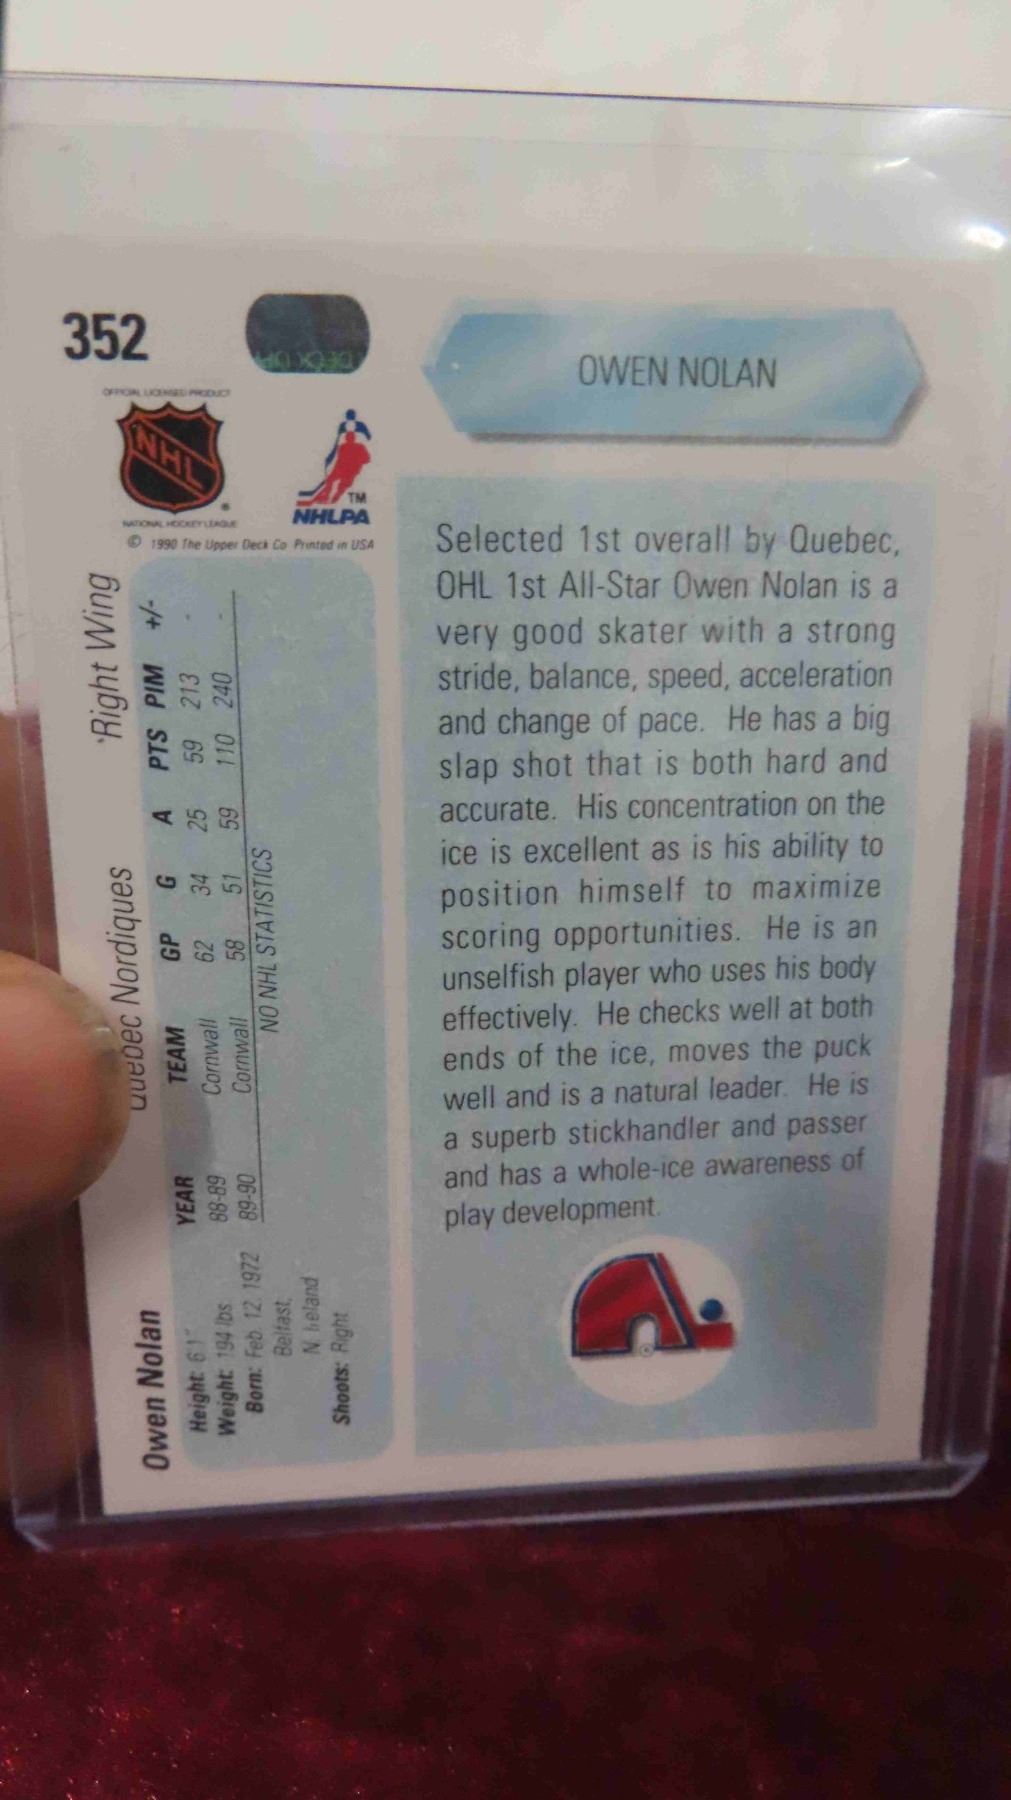 352
DECK UPP
OWEN NOLAN
OFFICIAL LICENSED PRODUCT
NHL
®
NATIONAL HOCKEY LEAGUE
TM
NHLPA
© 1990 The Upper Deck Co. Printed in USA
Selected 1st overall by Quebec,
OHL 1st All-Star Owen Nolan is a
very good skater with a strong
stride, balance, speed, acceleration
and change of pace. He has a big
slap shot that is both hard and
accurate. His concentration on the
ice is excellent as is his ability to
position himself to maximize
scoring opportunities. He is an
unselfish player who uses his body
effectively. He checks well at both
ends of the ice, moves the puck
well and is a natural leader. He is
a superb stickhandler and passer
and has a whole-ice awareness of
play development.
Owen Nolan Quebec Nordiques Right Wing
YEAR TEAM GP G A PTS PIM +/-
88-89 Cornwall 62 34 25 59 213 -
89-90 Cornwall 58 51 59 110 240 -
NO NHL STATISTICS
Height: 6'1"
Weight: 194 lbs
Born: Feb. 12, 1972
Belfast,
N. Ireland
Shoots: Right